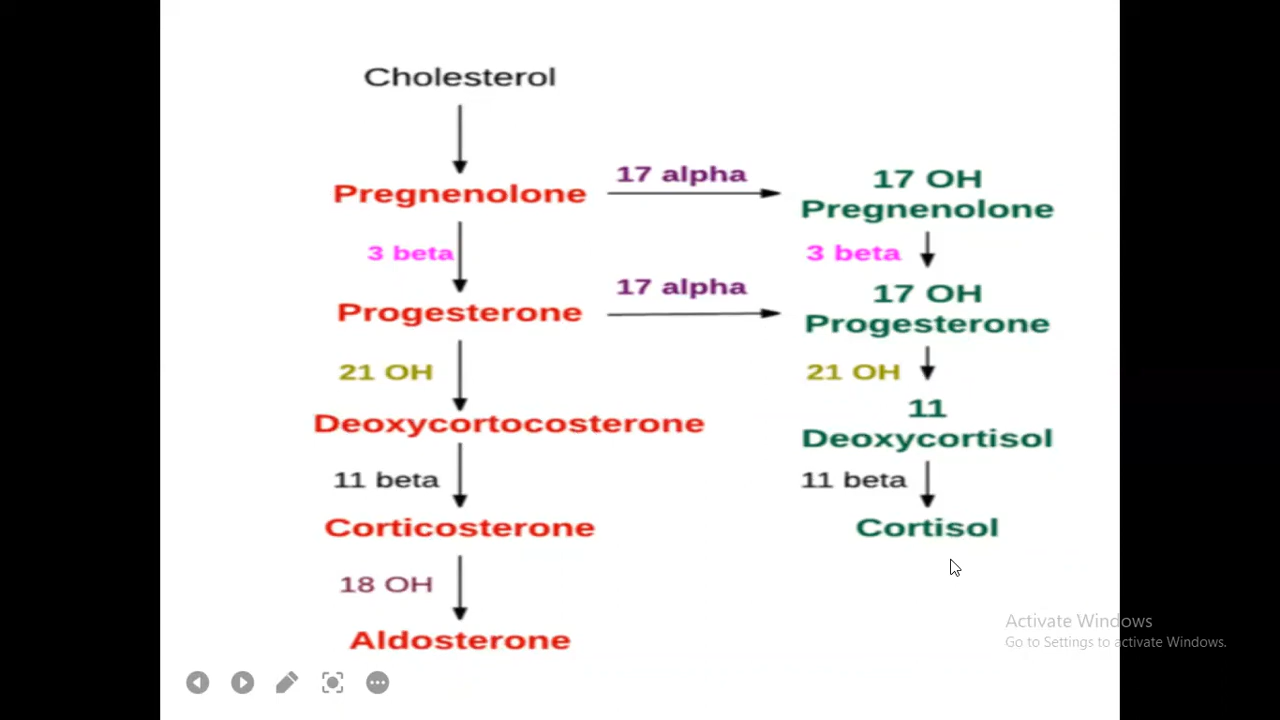 Cholesterol
17 alpha
Pregnenolone
17 OH
Pregnenolone
3 beta
3 beta
17 alpha
Progesterone
17 OH
Progesterone
21 OH
21 OH
Deoxycortocosterone
11
Deoxycortisol
11 beta
11 beta
Corticosterone
Cortisol
18 OH
Aldosterone
Activate Windows
Go to Settings to activate Windows.